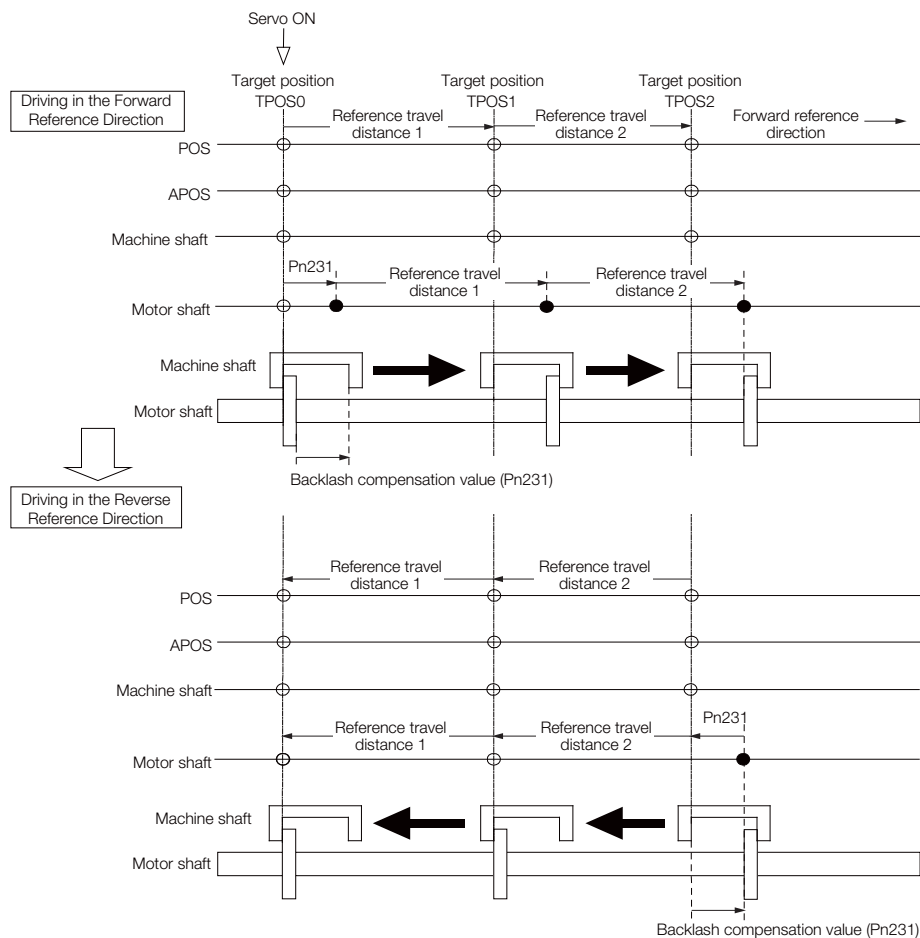 Servo ON
Target position
TPOS0
Target position
TPOS1
Target position
TPOS2
Driving in the Forward
Reference Direction
Reference travel
distance 1
Reference travel
distance 2
Forward reference
direction
POS
APOS
Machine shaft
Pn231
Reference travel
distance 1
Reference travel
distance 2
Motor shaft
Machine shaft
Motor shaft
Backlash compensation value (Pn231)
Driving in the Reverse
Reference Direction
Reference travel
distance 1
Reference travel
distance 2
POS
APOS
Machine shaft
Reference travel
distance 1
Reference travel
distance 2
Pn231
Motor shaft
Machine shaft
Motor shaft
Backlash compensation value (Pn231)